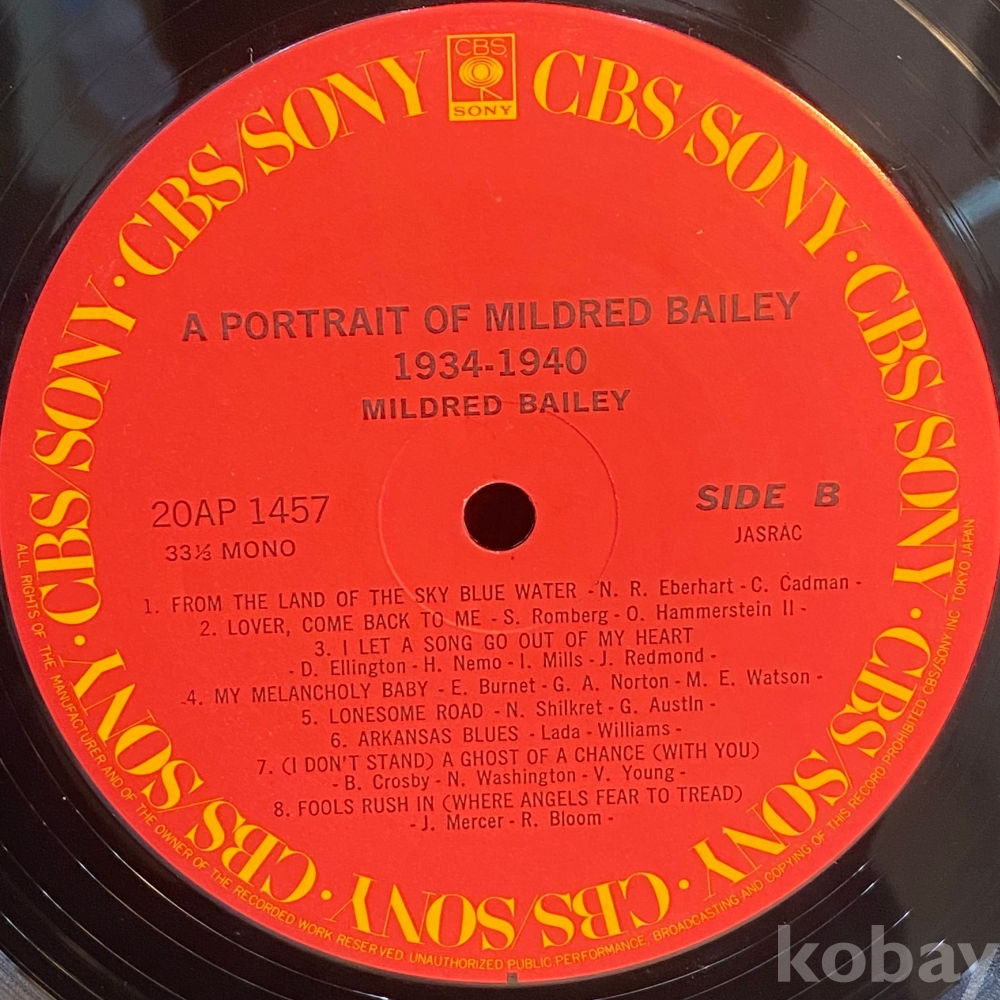 CBS
SONY
CBS/SONY · CBS/SONY · CBS/SONY · CBS/SONY · CBS/SONY · CBS/SONY · CBS/SONY · CBS/SONY · CBS/SONY · CBS/SONY
A PORTRAIT OF MILDRED BAILEY
1934-1940
MILDRED BAILEY
20AP 1457
33⅓ MONO
SIDE B
JASRAC
1. FROM THE LAND OF THE SKY BLUE WATER - N. R. Eberhart - C. Cadman -
2. LOVER, COME BACK TO ME - S. Romberg - O. Hammerstein II -
3. I LET A SONG GO OUT OF MY HEART
- D. Ellington - H. Nemo - I. Mills - J. Redmond -
4. MY MELANCHOLY BABY - E. Burnet - G. A. Norton - M. E. Watson -
5. LONESOME ROAD - N. Shilkret - G. Austln -
6. ARKANSAS BLUES - Lada - Williams -
7. (I DON'T STAND) A GHOST OF A CHANCE (WITH YOU)
- B. Crosby - N. Washington - V. Young -
8. FOOLS RUSH IN (WHERE ANGELS FEAR TO TREAD)
- J. Mercer - R. Bloom -
ALL RIGHTS OF THE MANUFACTURER AND OF THE OWNER OF THE RECORDED WORK RESERVED UNAUTHORIZED PUBLIC PERFORMANCE, BROADCASTING AND COPYING OF THIS RECORD PROHIBITED CBS/SONY INC TOKYO JAPAN
kobay